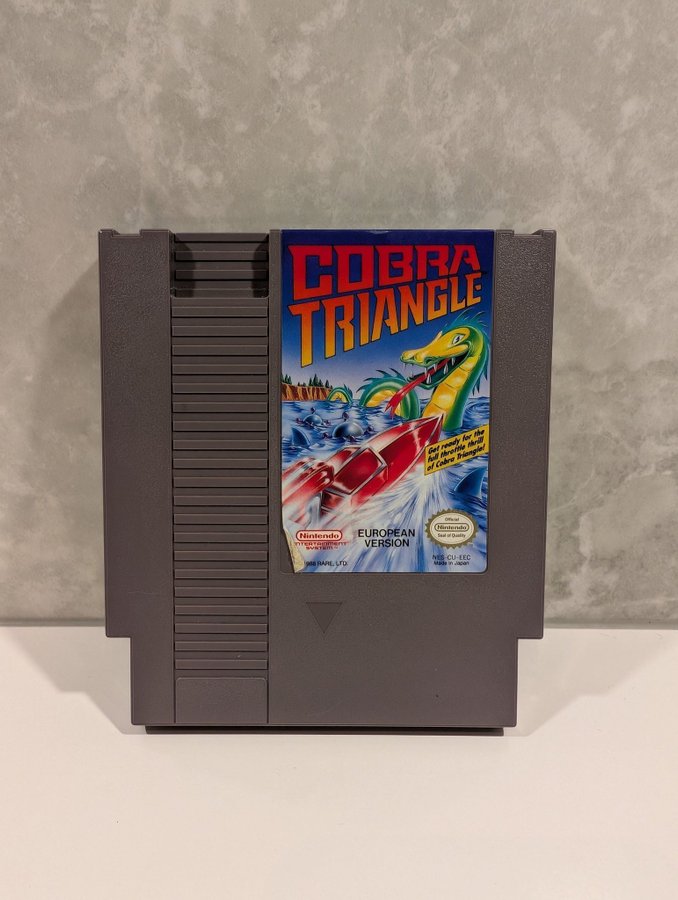 COBRA
TRIANGLE
Get ready for the
full throttle thrill
of Cobra Triangle!
Nintendo
ENTERTAINMENT
SYSTEM™
EUROPEAN
VERSION
Official
Nintendo
Seal of Quality
1988 RARE, LTD.
NES-CU-EEC
Made in Japan